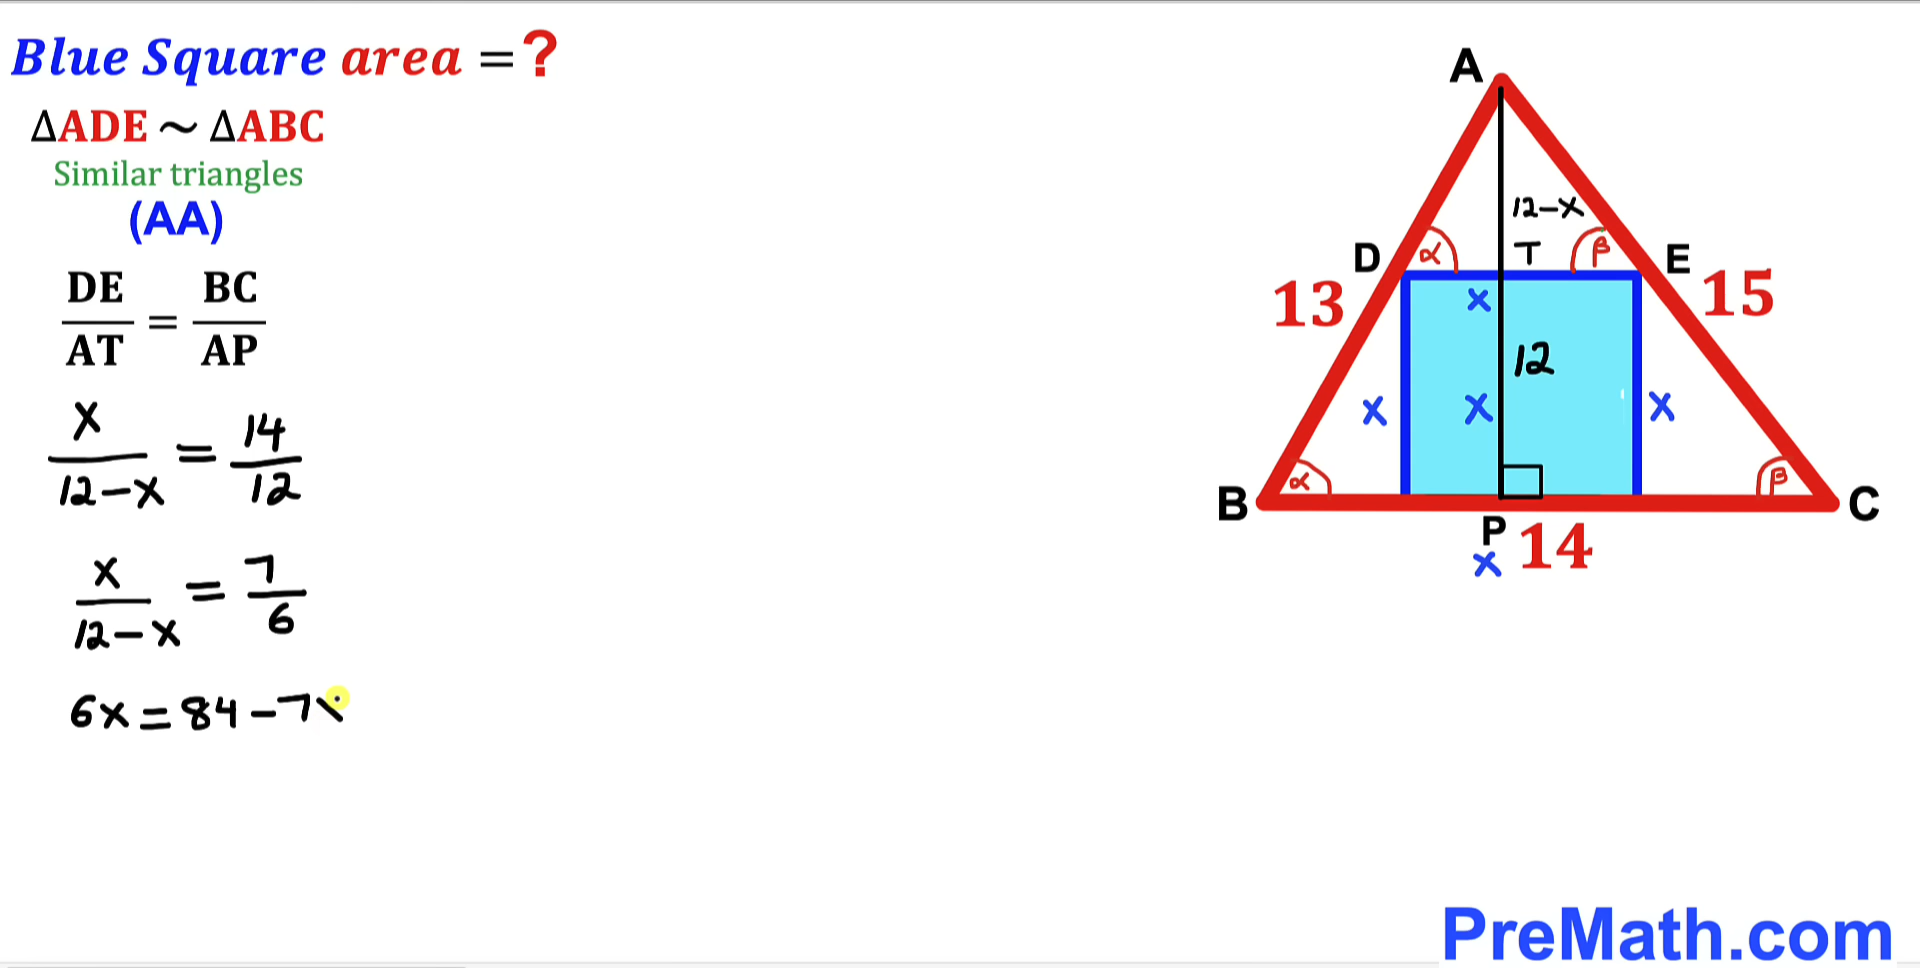 Blue Square area = ?
ΔADE ~ ΔABC
Similar triangles
(AA)
DE/AT = BC/AP
x/12-x = 14/12
x/12-x = 7/6
6x = 84 - 7
A
12-x
D α T β E
13 x 15
12
x x x
B α β C
P 14
x
PreMath.com